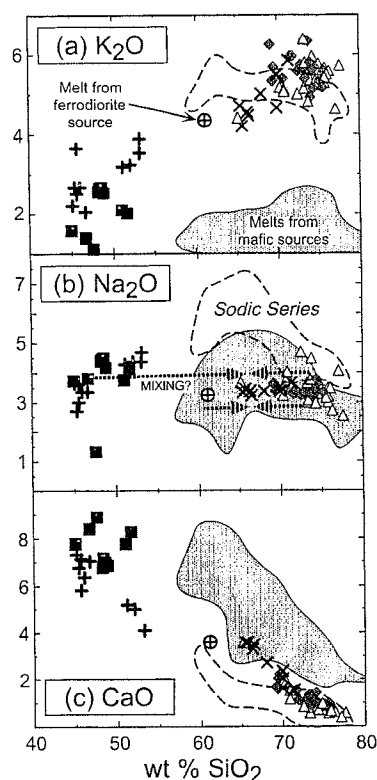 6
(a) K2O
Melt from
ferrodiorite
source
4
2
Melts from
mafic sources
7
(b) Na2O
Sodic Series
5
MIXING?
3
1
8
6
4
2
(c) CaO
40 50 60 70 80
wt % SiO2